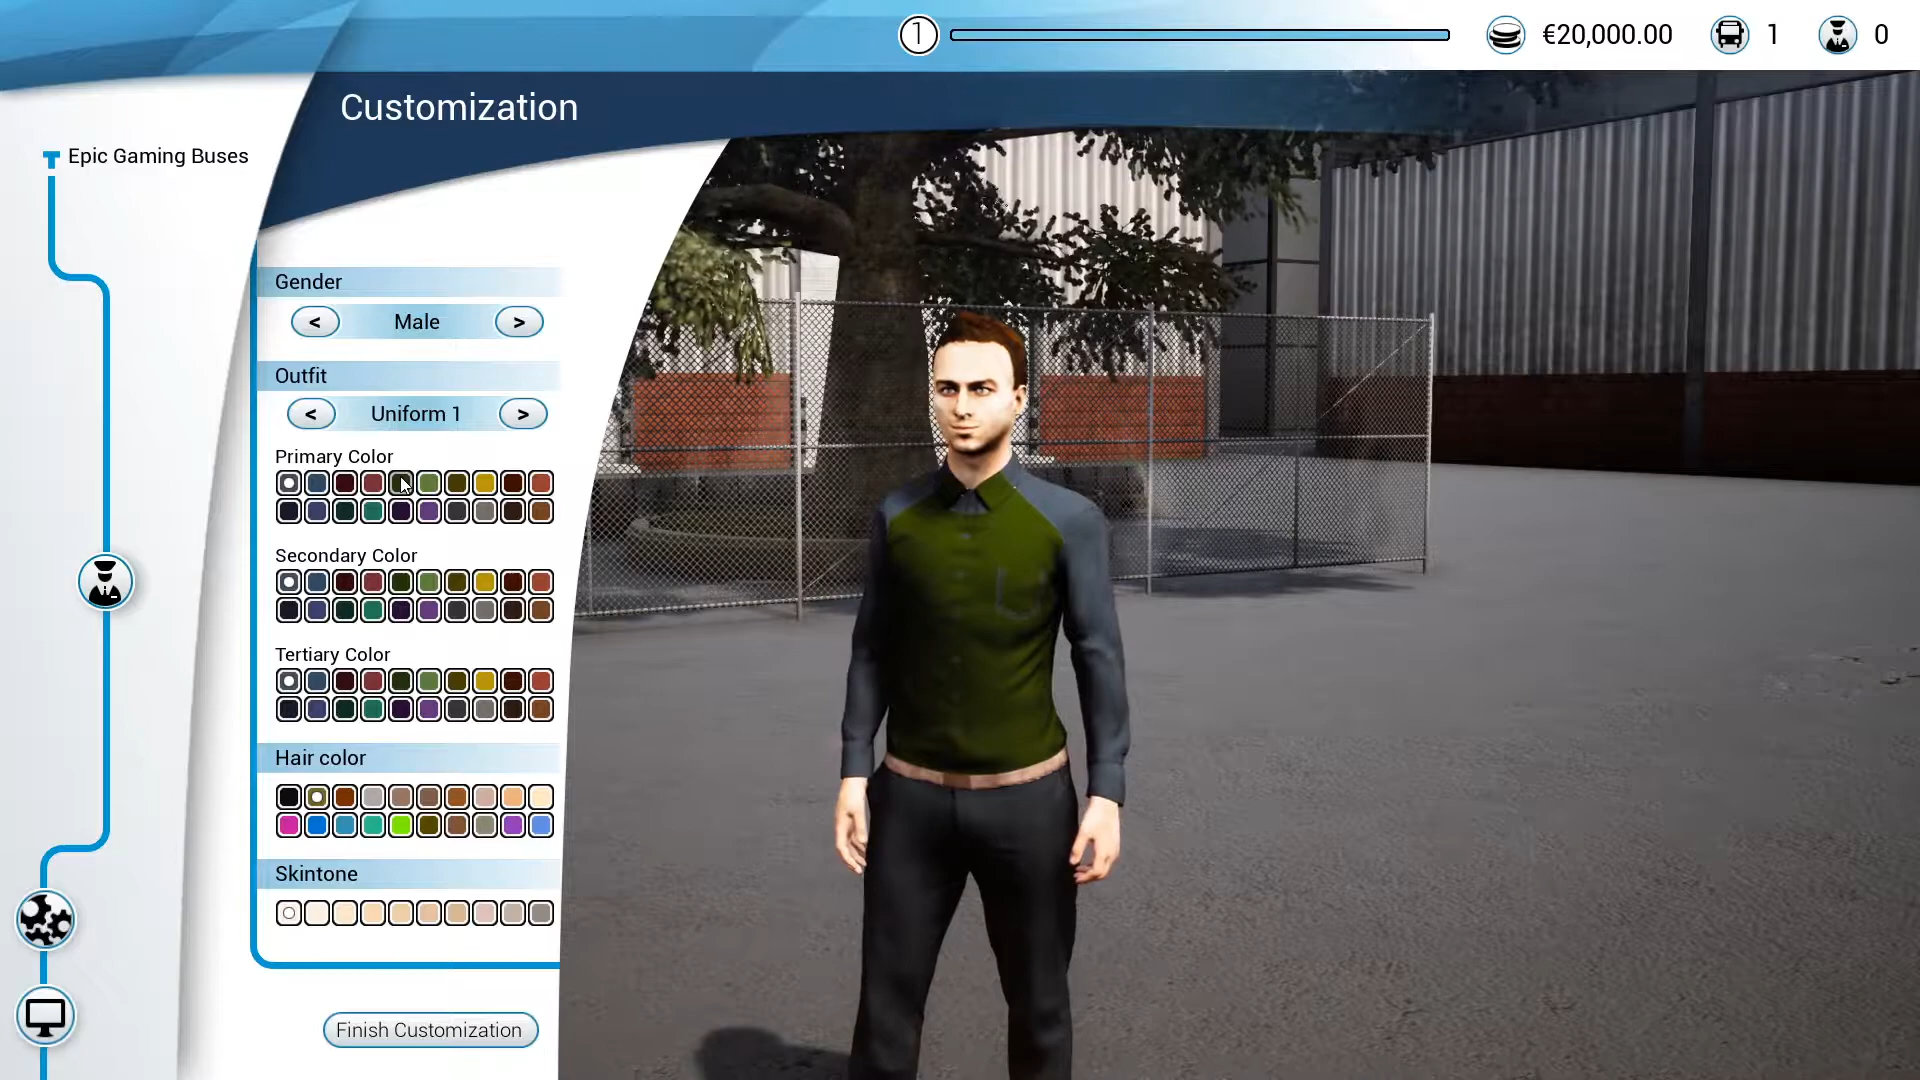 1
€20,000.00
1
0
Customization
Epic Gaming Buses
Gender
< Male >
Outfit
< Uniform 1 >
Primary Color
Secondary Color
Tertiary Color
Hair color
Skintone
Finish Customization